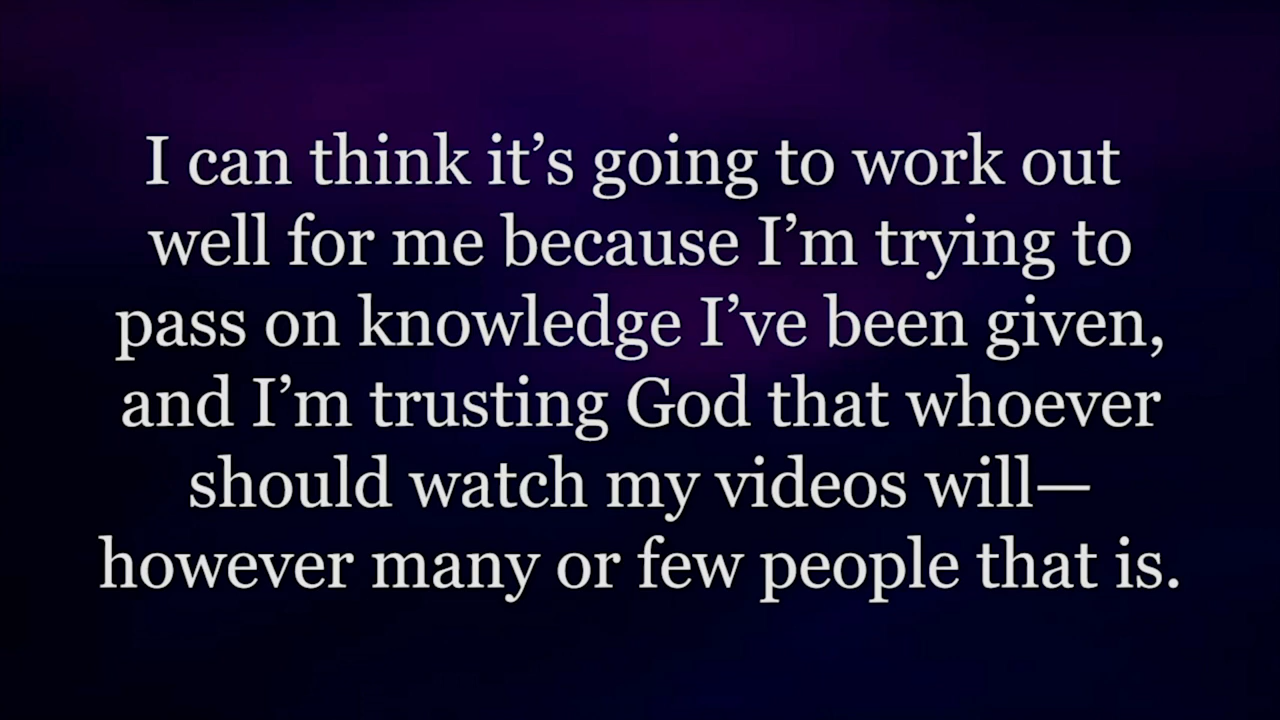 I can think it’s going to work out
well for me because I’m trying to
pass on knowledge I’ve been given,
and I’m trusting God that whoever
should watch my videos will—
however many or few people that is.